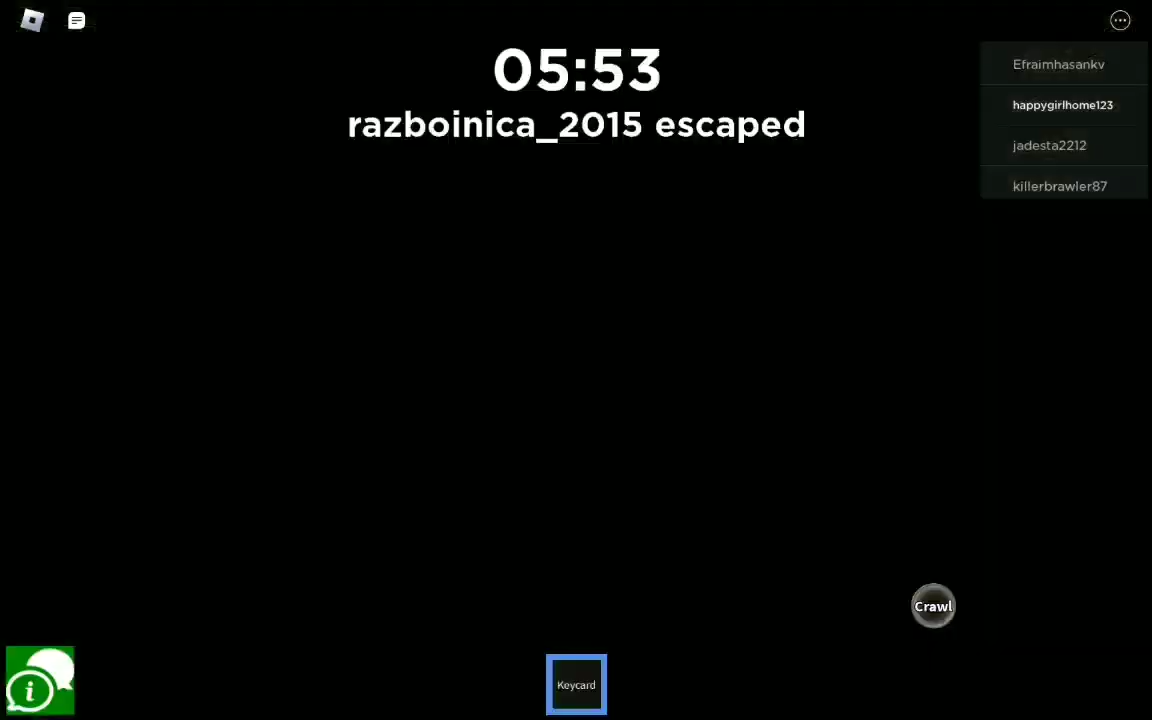 05:53
razboinica_2015 escaped
Efraimhasankv
happygirlhome123
jadesta2212
killerbrawler87
Crawl
i
Keycard